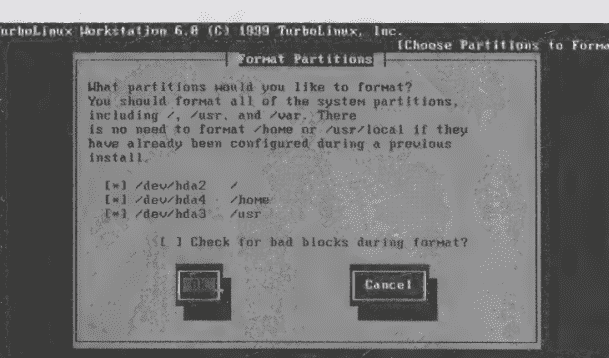 urboLinux Workstation 6.0 (C) 1999 TurboLinux, Inc.
(Choose Partitions to Forma
Format Partitions
What partitions would you like to format?
You should format all of the system partitions,
including /, /usr, and /var. There
is no need to format /home or /usr/local if they
have already been configured during a previous
install.
[*] /dev/hda2 /
[*] /dev/hda4 /home
[*] /dev/hda3 /usr
[ ] Check for bad blocks during format?
OK
Cancel